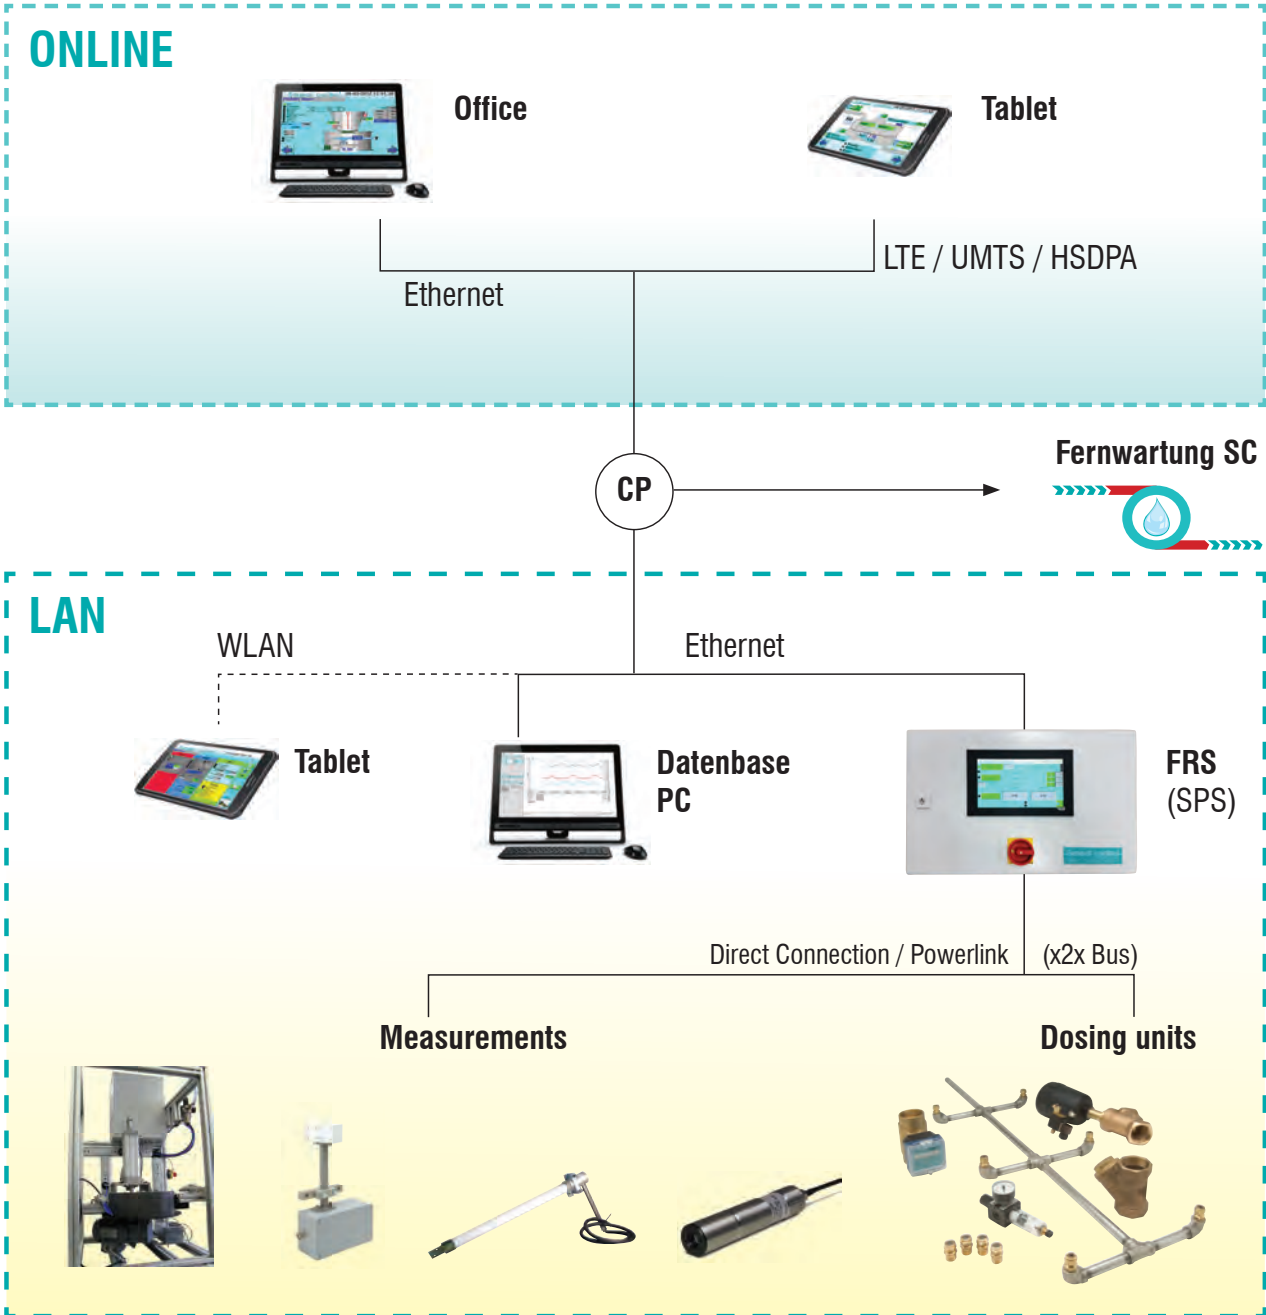 ONLINE
Office
Tablet
LTE / UMTS / HSDPA
Ethernet
CP
Fernwartung SC
LAN
WLAN
Ethernet
Tablet
Datenbase
PC
FRS
(SPS)
Direct Connection / Powerlink
(x2x Bus)
Measurements
Dosing units